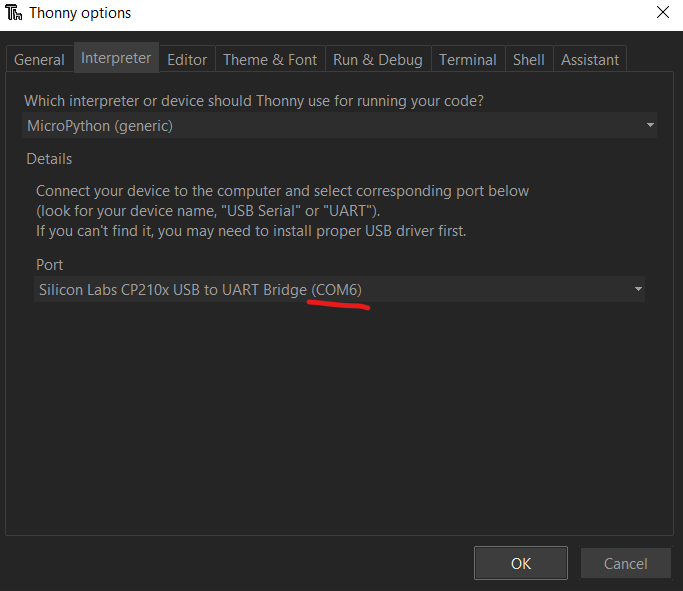 Thonny options
General Interpreter Editor Theme & Font Run & Debug Terminal Shell Assistant
Which interpreter or device should Thonny use for running your code?
MicroPython (generic)
Details
Connect your device to the computer and select corresponding port below
(look for your device name, "USB Serial" or "UART").
If you can't find it, you may need to install proper USB driver first.
Port
Silicon Labs CP210x USB to UART Bridge (COM6)
OK Cancel